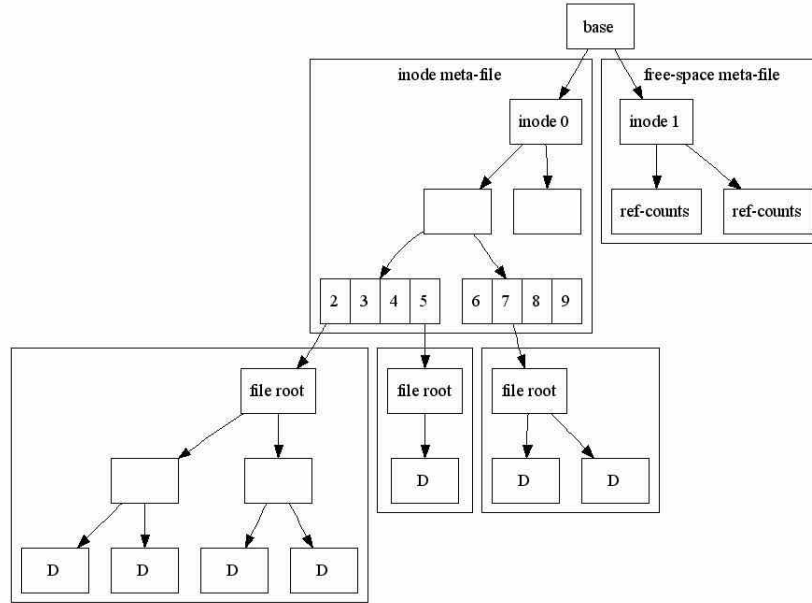 base
inode meta-file
free-space meta-file
inode 0
inode 1
ref-counts
ref-counts
2 3 4 5
6 7 8 9
file root
file root
file root
D
D
D
D
D
D
D